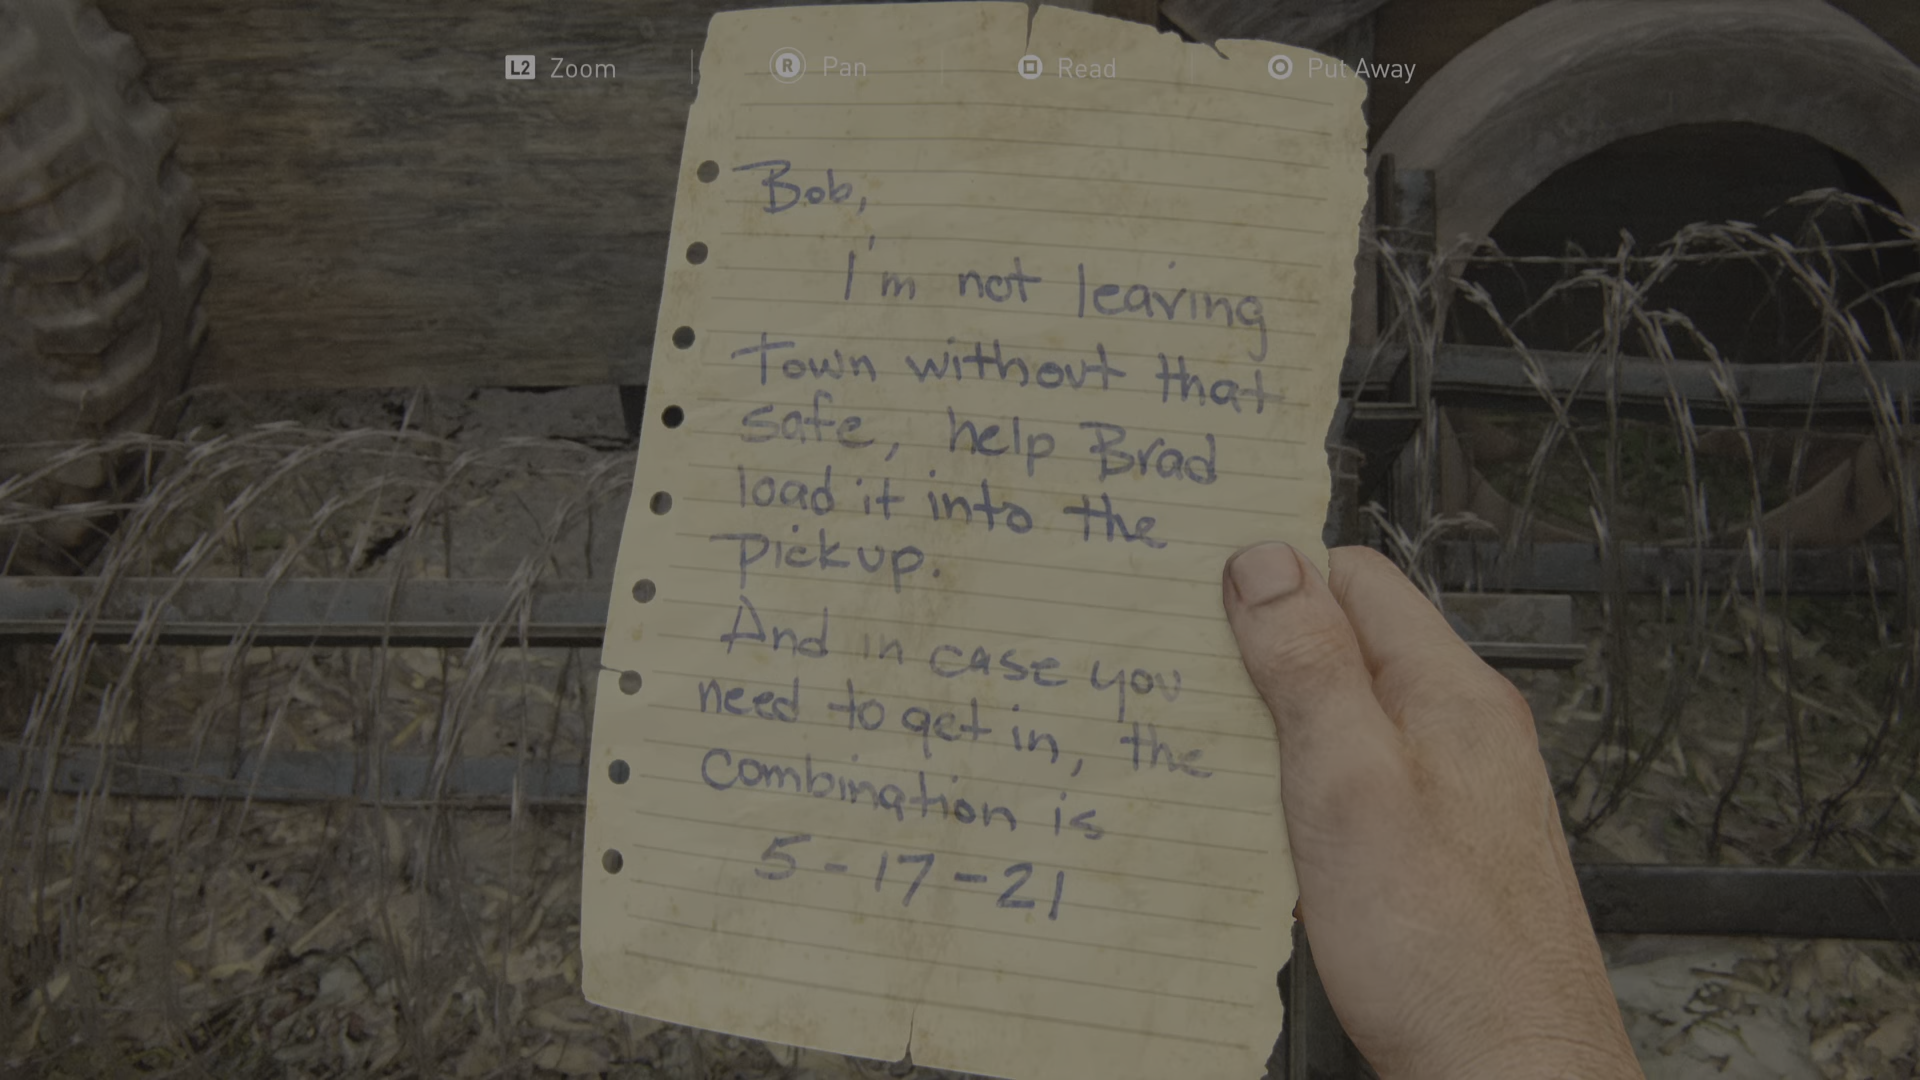 L2 Zoom R Pan Read Put Away
Bob,
I'm not leaving
Town without that
safe, help Brad
load it into the
Pickup.
And in case you
need to get in, the
Combination is
5-17-21